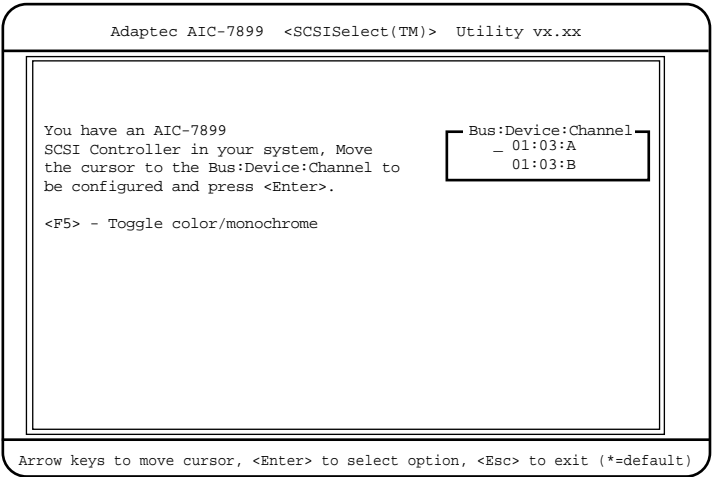 Adaptec AIC-7899 <SCSISelect(TM)> Utility vx.xx
You have an AIC-7899
SCSI Controller in your system, Move
the cursor to the Bus:Device:Channel to
be configured and press <Enter>.
<F5> - Toggle color/monochrome
Bus:Device:Channel
_ 01:03:A
01:03:B
Arrow keys to move cursor, <Enter> to select option, <Esc> to exit (*=default)